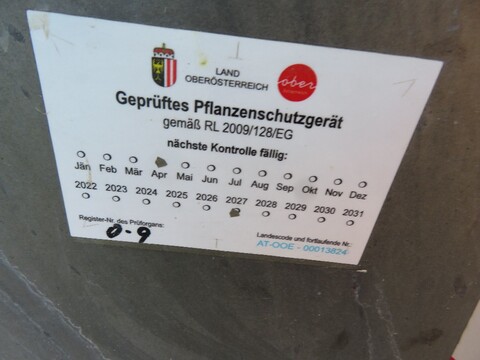 LAND
OBERÖSTERREICH
ober
Geprüftes Pflanzenschutzgerät
gemäß RL 2009/128/EG
nächste Kontrolle fällig:
Jän Feb Mär Apr Mai Jun Jul Aug Sep Okt Nov Dez
2022 2023 2024 2025 2026 2027 2028 2029 2030 2031
Register-Nr. des Prüforgans:
0-9
Landescode und fortlaufende Nr.:
AT-OOE - 00013824